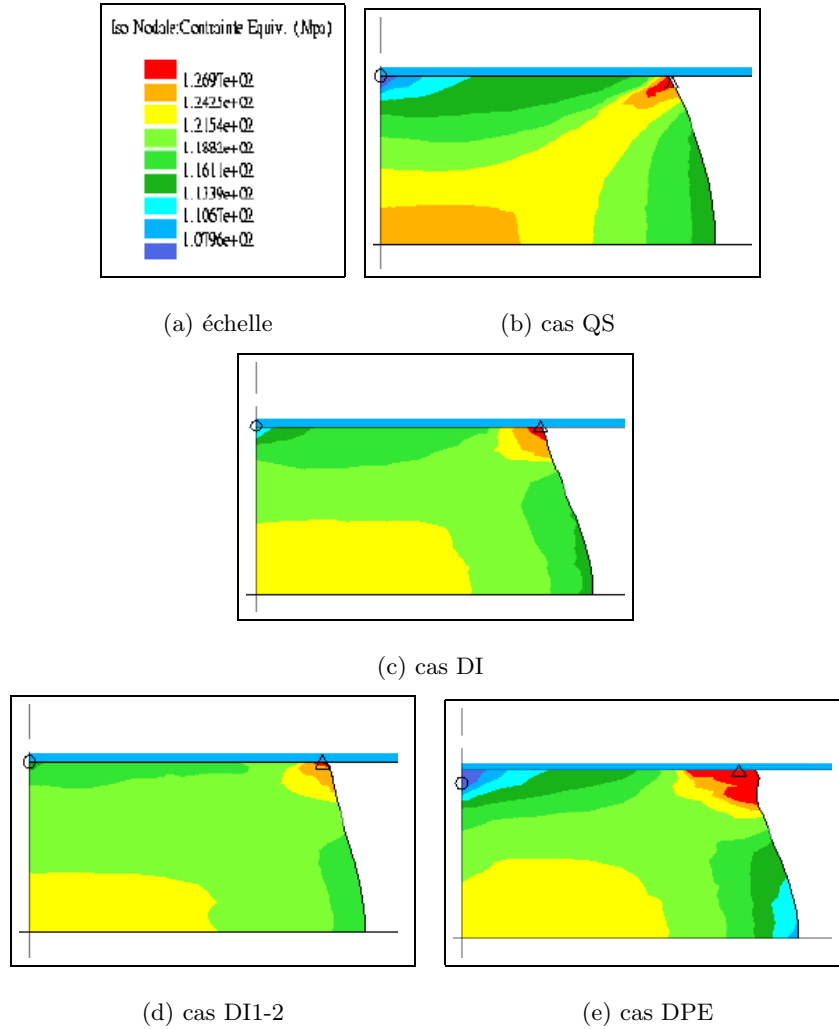 Iso Nodale:Contrainte Equiv. (Mpa)
1.2697e+02
1.2425e+02
1.2154e+02
1.1882e+02
1.1611e+02
1.1339e+02
1.1067e+02
1.0796e+02
(a) échelle
(b) cas QS
(c) cas DI
(d) cas DI1-2
(e) cas DPE